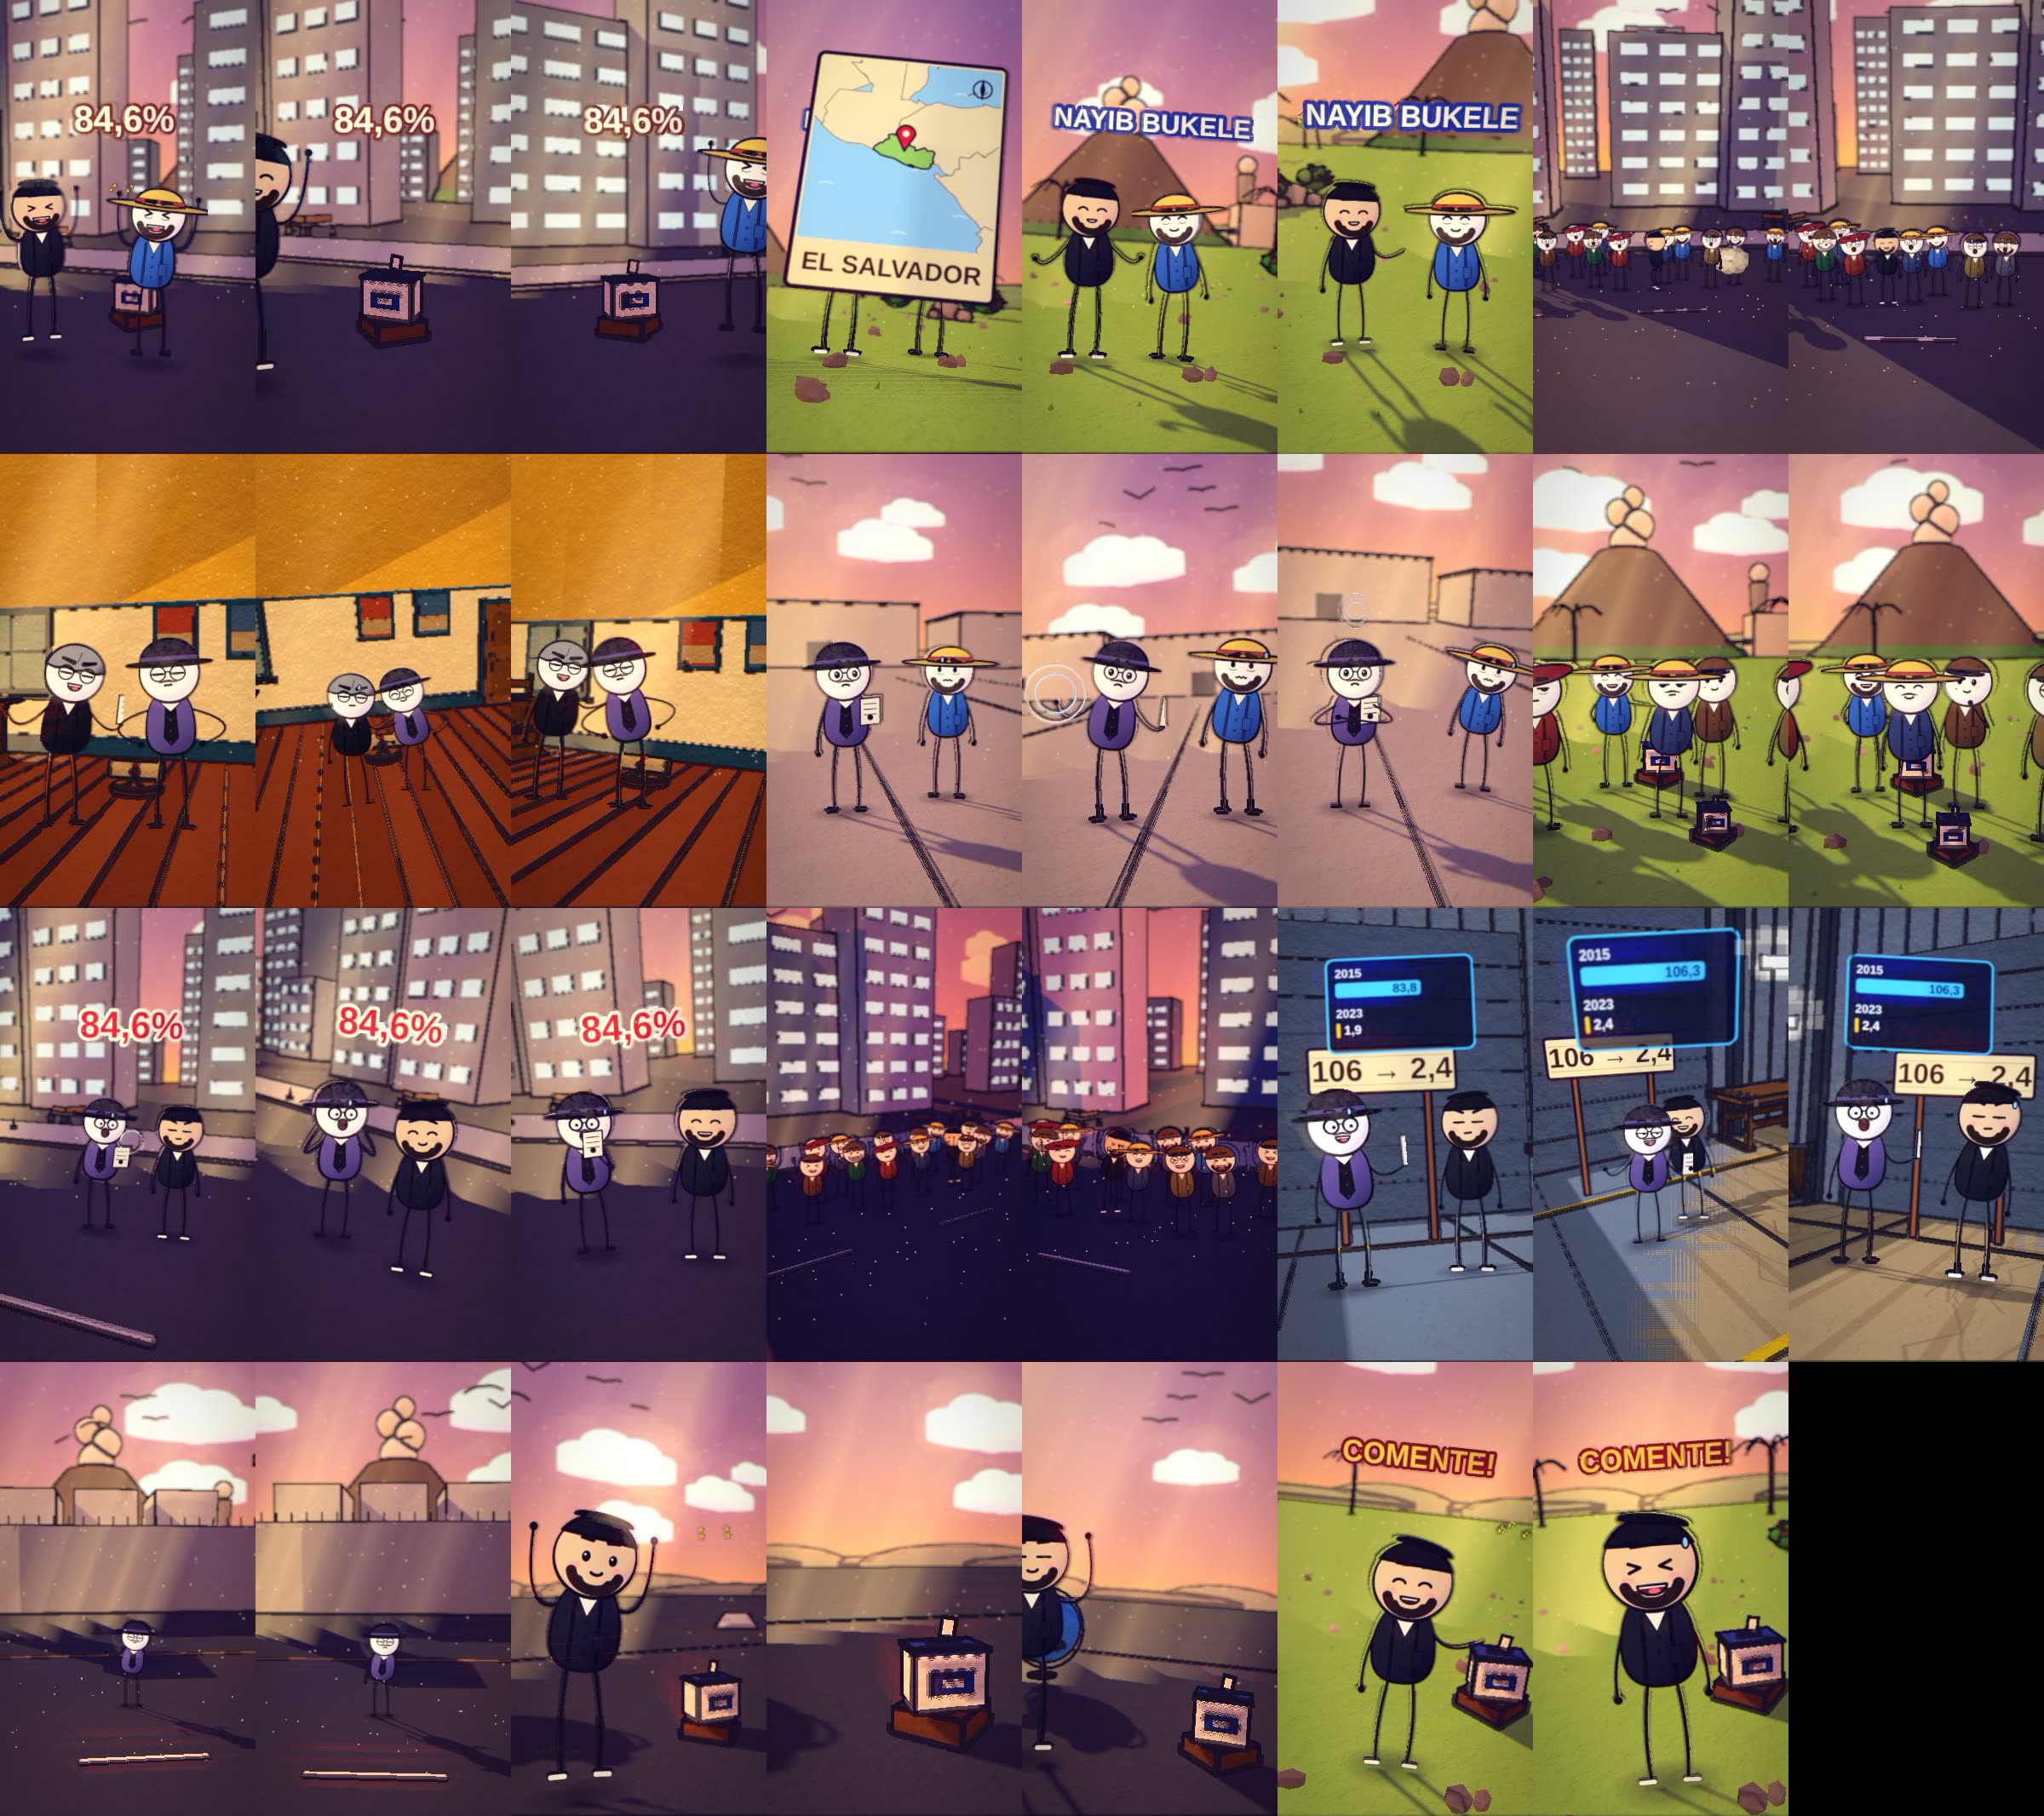 84,6%
84,6%
84,6%
EL SALVADOR
NAYIB BUKELE
NAYIB BUKELE
84,6%
84,6%
84,6%
2015
83,8
2023
1,9
106 → 2,4
2015
106,3
2023
2,4
106 → 2,4
2015
106,3
2023
2,4
106 → 2,4
COMENTE!
COMENTE!